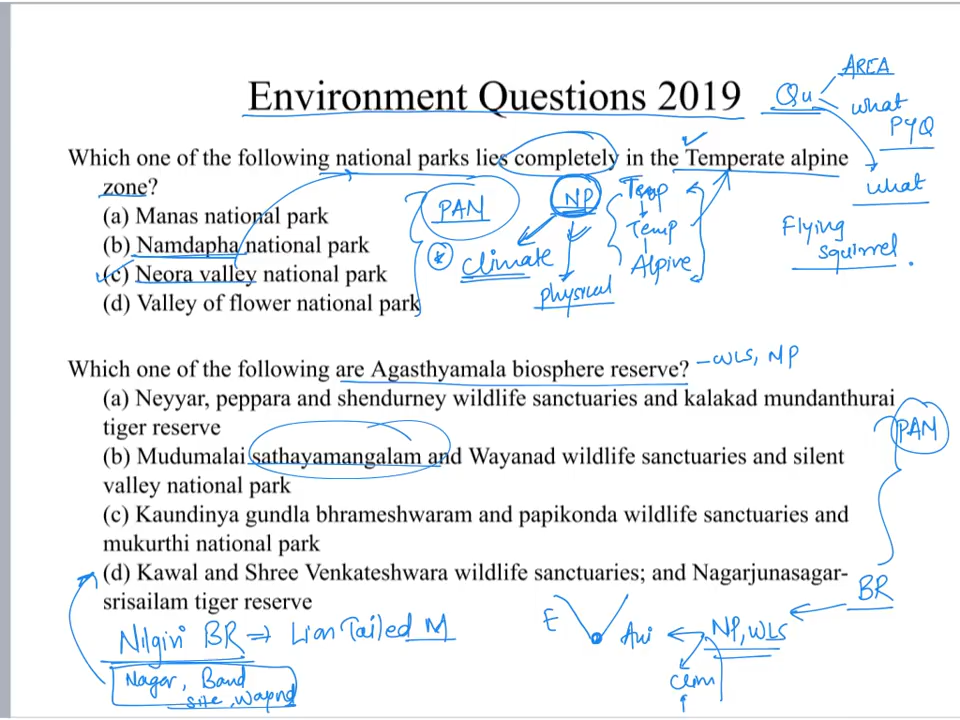 Environment Questions 2019
Qu
AREA
what
PYQ
what
Flying
squirrel
Which one of the following national parks lies completely in the Temperate alpine
zone?
(a) Manas national park
(b) Namdapha national park
(c) Neora valley national park
(d) Valley of flower national park
PAN
NP
Climate
physical
Temp
Temp
Alpine
Which one of the following are Agasthyamala biosphere reserve?
- WLS, NP
(a) Neyyar, peppara and shendurney wildlife sanctuaries and kalakad mundanthurai
tiger reserve
(b) Mudumalai sathayamangalam and Wayanad wildlife sanctuaries and silent
valley national park
(c) Kaundinya gundla bhrameshwaram and papikonda wildlife sanctuaries and
mukurthi national park
(d) Kawal and Shree Venkateshwara wildlife sanctuaries; and Nagarjunasagar-
srisailam tiger reserve
PAN
BR
Nilgiri BR ⇒ Lion Tailed M
Nagar, Band
E
NP, WLS
Clim